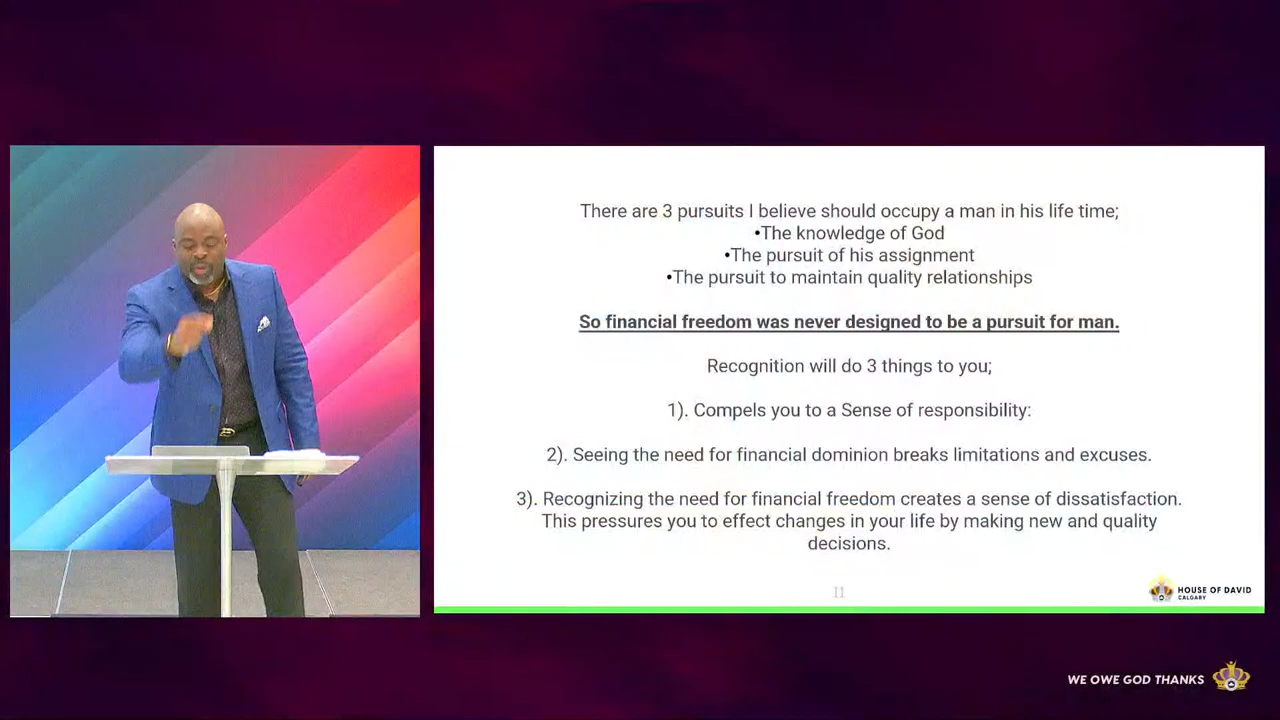 There are 3 pursuits I believe should occupy a man in his life time;
•The knowledge of God
•The pursuit of his assignment
•The pursuit to maintain quality relationships
So financial freedom was never designed to be a pursuit for man.
Recognition will do 3 things to you;
1). Compels you to a Sense of responsibility:
2). Seeing the need for financial dominion breaks limitations and excuses.
3). Recognizing the need for financial freedom creates a sense of dissatisfaction.
This pressures you to effect changes in your life by making new and quality
decisions.
11
HOUSE OF DAVID
CALGARY
WE OWE GOD THANKS